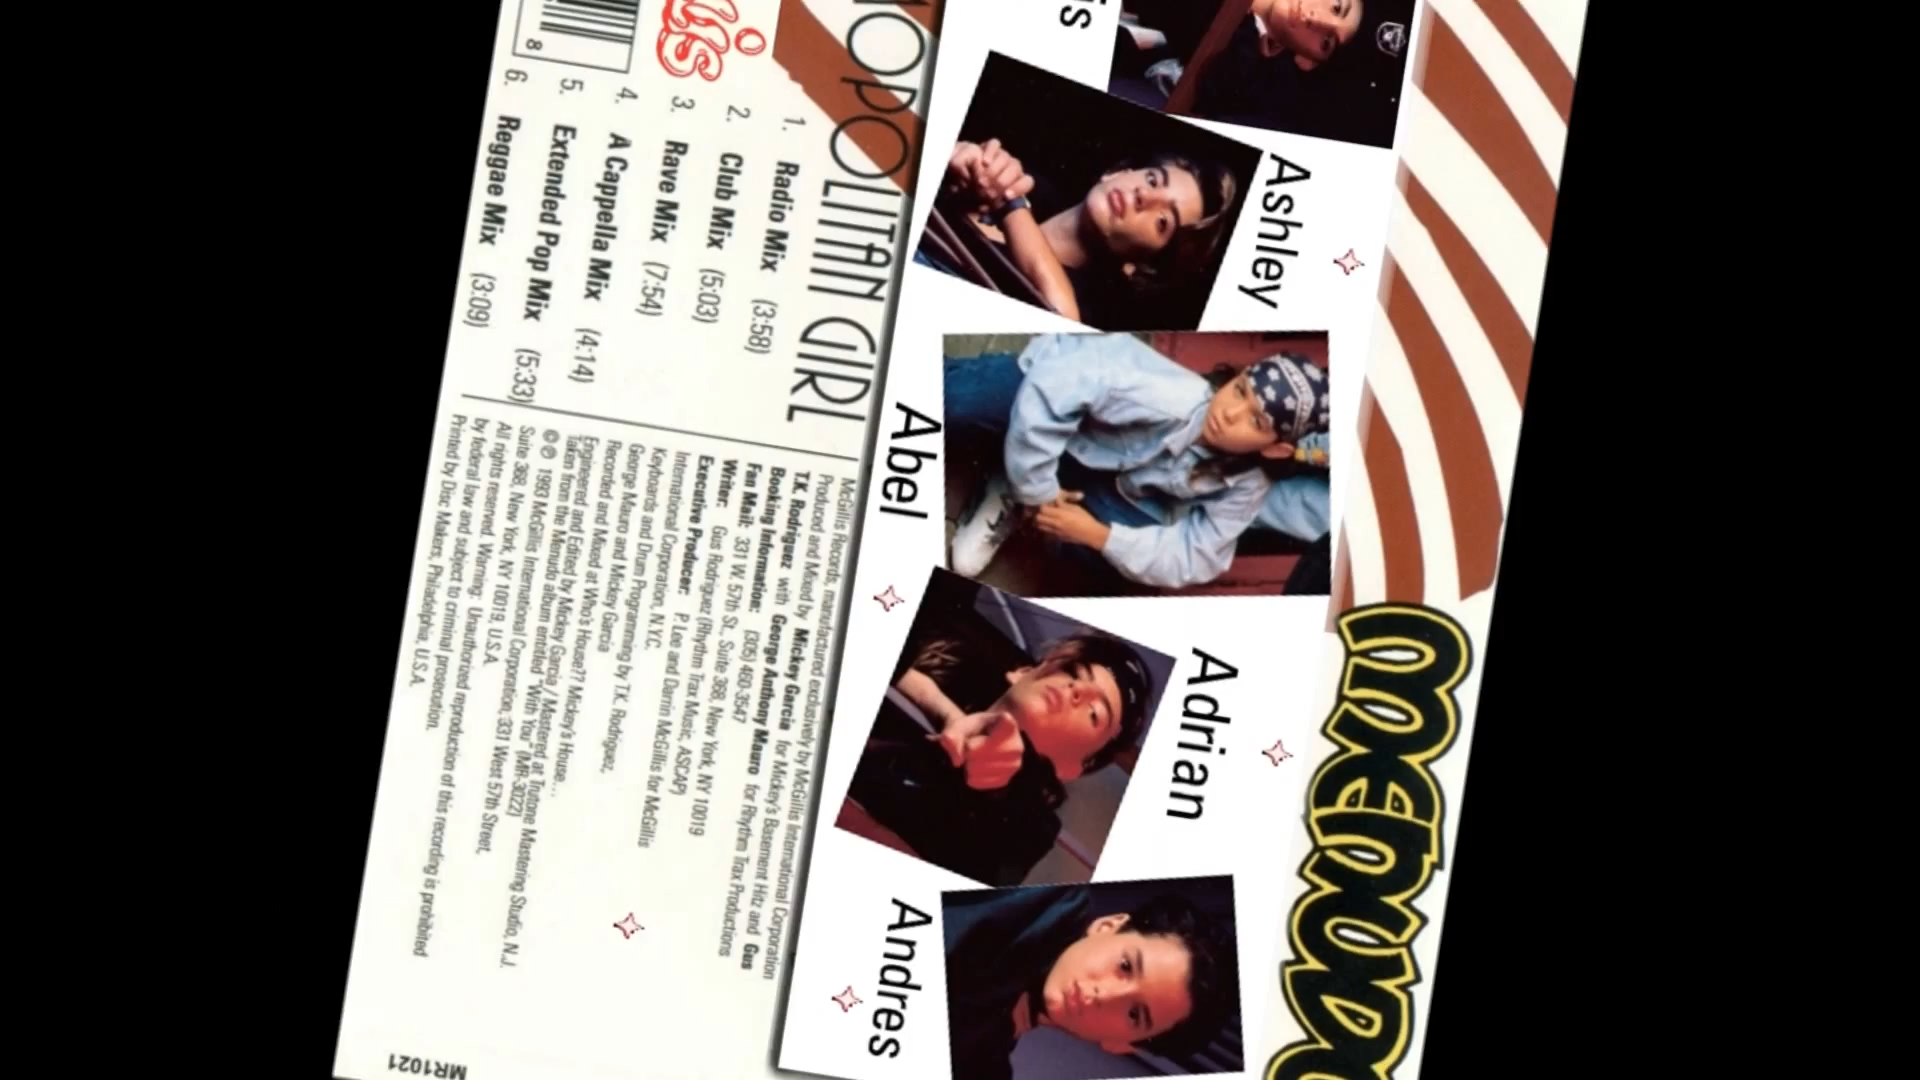 MENUDO
Ashley
Abel
Adrian
Andres
OPOLITAN GIRL
1. Radio Mix (3:58)
2. Club Mix (5:03)
3. Rave Mix (7:54)
4. A Cappella Mix (4:14)
5. Extended Pop Mix (5:33)
6. Reggae Mix (3:09)
8
McGillis Records, manufactured exclusively by McGillis International Corporation
Produced and Mixed by Mickey Garcia for Mickey's Basement Hitz and Gus
T.K. Rodriguez with George Anthony Mauro for Rhythm Trax Productions
Booking Information: (305) 460-3547
Fan Mail: 331 W. 57th St., Suite 368, New York, NY 10019
Writer: Gus Rodriguez (Rhythm Trax Music, ASCAP)
Executive Producer: P. Lee and Darrin McGillis for McGillis
International Corporation, N.Y.C.
Keyboards and Drum Programming by T.K. Rodriguez,
George Mauro and Mickey Garcia
Recorded and Mixed at Who's House?? Mickey's House...
Engineered and Edited by Mickey Garcia / Mastered at Trutone Mastering Studio, N.J.
Taken from the Menudo album entitled "With You" (MR-3022)
©℗ 1993 McGillis International Corporation, 331 West 57th Street,
Suite 368, New York, NY 10019, U.S.A.
All rights reserved. Warning: Unauthorized reproduction of this recording is prohibited
by federal law and subject to criminal prosecution.
Printed by Disc Makers, Philadelphia, U.S.A.
MR1021